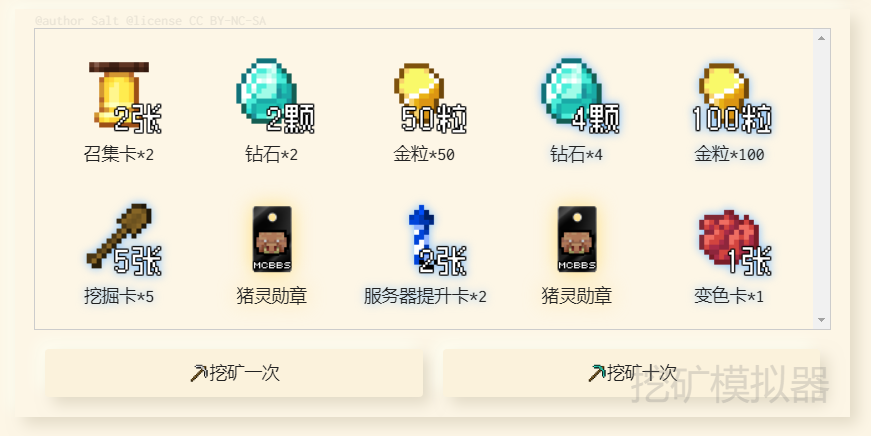 @author Salt @license CC BY-NC-SA
2张 2颗 50粒 4颗 100粒
召集卡*2 钻石*2 金粒*50 钻石*4 金粒*100
5张 MCBBS 2张 MCBBS 1张
挖掘卡*5 猪灵勋章 服务器提升卡*2 猪灵勋章 变色卡*1
挖矿一次 挖矿十次
挖矿模拟器